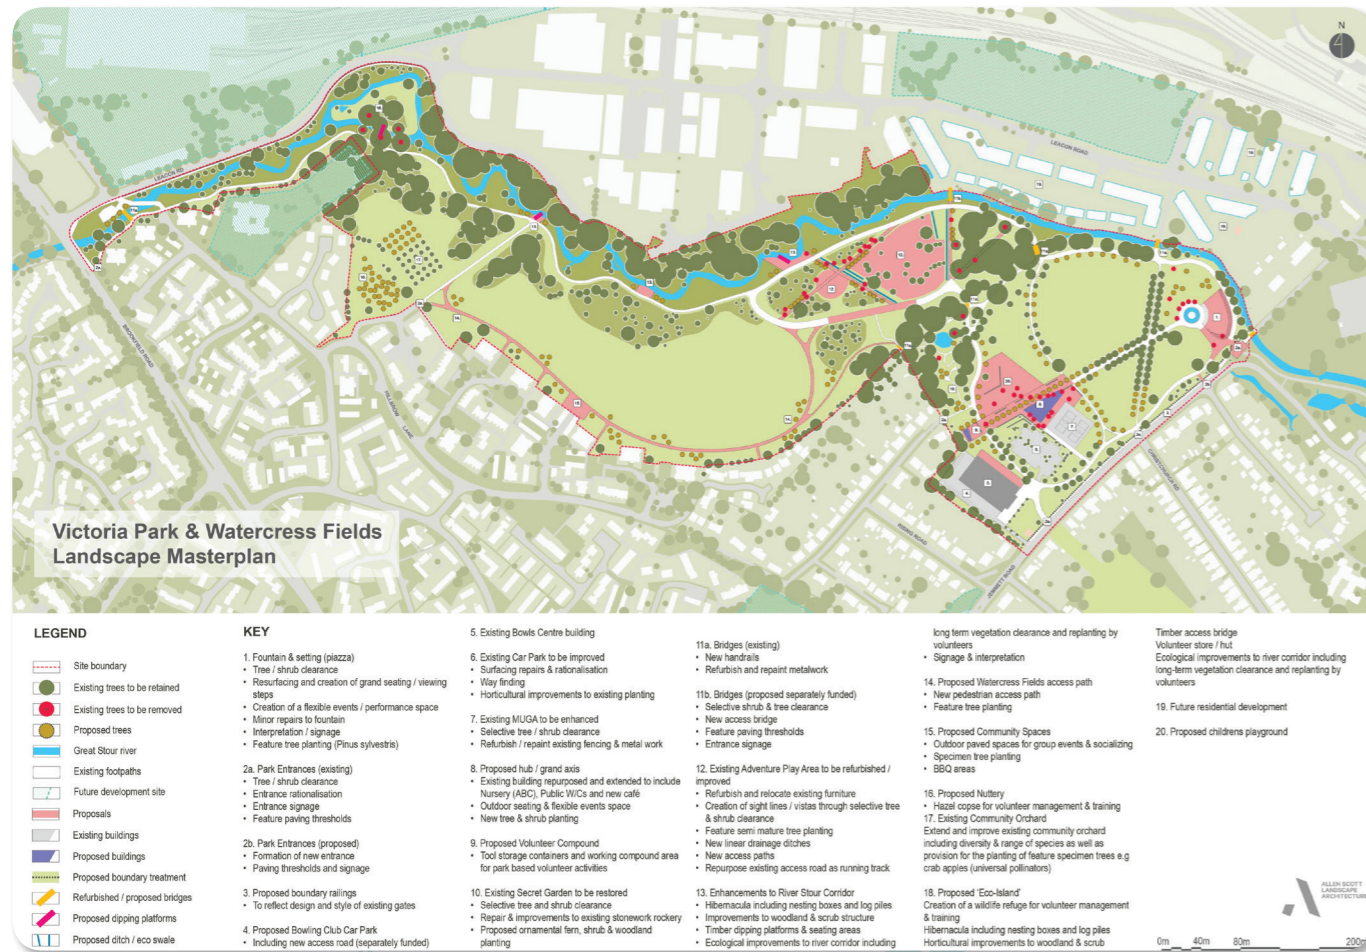 N
LEACON RD
LEACON ROAD
BROOKFIELD ROAD
HILLBROW
LANE
CHRISTCHURCH RD
RIDING ROAD
JEMMETT ROAD
Victoria Park & Watercress Fields
Landscape Masterplan
LEGEND
Site boundary
Existing trees to be retained
Existing trees to be removed
Proposed trees
Great Stour river
Existing footpaths
Future development site
Proposals
Existing buildings
Proposed buildings
Proposed boundary treatment
Refurbished / proposed bridges
Proposed dipping platforms
Proposed ditch / eco swale
KEY
1. Fountain & setting (piazza)
• Tree / shrub clearance
• Resurfacing and creation of grand seating / viewing
steps
• Creation of a flexible events / performance space
• Minor repairs to fountain
• Interpretation / signage
• Feature tree planting (Pinus sylvestris)
2a. Park Entrances (existing)
• Tree / shrub clearance
• Entrance rationalisation
• Entrance signage
• Feature paving thresholds
2b. Park Entrances (proposed)
• Formation of new entrance
• Paving thresholds and signage
3. Proposed boundary railings
• To reflect design and style of existing gates
4. Proposed Bowling Club Car Park
• Including new access road (separately funded)
5. Existing Bowls Centre building
6. Existing Car Park to be improved
• Surfacing repairs & rationalisation
• Way finding
• Horticultural improvements to existing planting
7. Existing MUGA to be enhanced
• Selective tree / shrub clearance
• Refurbish / repaint existing fencing & metal work
8. Proposed hub / grand axis
• Existing building repurposed and extended to include
Nursery (ABC), Public W/Cs and new café
• Outdoor seating & flexible events space
• New tree & shrub planting
9. Proposed Volunteer Compound
• Tool storage containers and working compound area
for park based volunteer activities
10. Existing Secret Garden to be restored
• Selective tree and shrub clearance
• Repair & improvements to existing stonework rockery
• Proposed ornamental fern, shrub & woodland
planting
11a. Bridges (existing)
• New handrails
• Refurbish and repaint metalwork
11b. Bridges (proposed separately funded)
• Selective shrub & tree clearance
• New access bridge
• Feature paving thresholds
• Entrance signage
12. Existing Adventure Play Area to be refurbished /
improved
• Refurbish and relocate existing furniture
• Creation of sight lines / vistas through selective tree
& shrub clearance
• Feature semi mature tree planting
• New linear drainage ditches
• New access paths
• Repurpose existing access road as running track
13. Enhancements to River Stour Corridor
• Hibernacula including nesting boxes and log piles
• Improvements to woodland & scrub structure
• Timber dipping platforms & seating areas
• Ecological improvements to river corridor including
long term vegetation clearance and replanting by
volunteers
• Signage & interpretation
14. Proposed Watercress Fields access path
• New pedestrian access path
• Feature tree planting
15. Proposed Community Spaces
• Outdoor paved spaces for group events & socializing
• Specimen tree planting
• BBQ areas
16. Proposed Nuttery
• Hazel copse for volunteer management & training
17. Existing Community Orchard
Extend and improve existing community orchard
including diversity & range of species as well as
provision for the planting of feature specimen trees e.g
crab apples (universal pollinators)
18. Proposed 'Eco-Island'
Creation of a wildlife refuge for volunteer management
& training
Hibernacula including nesting boxes and log piles
Horticultural improvements to woodland & scrub
Timber access bridge
Volunteer store / hut
Ecological improvements to river corridor including
long-term vegetation clearance and replanting by
volunteers
19. Future residential development
20. Proposed childrens playground
ALLEN SCOTT
LANDSCAPE
ARCHITECTURE
0m 40m 80m